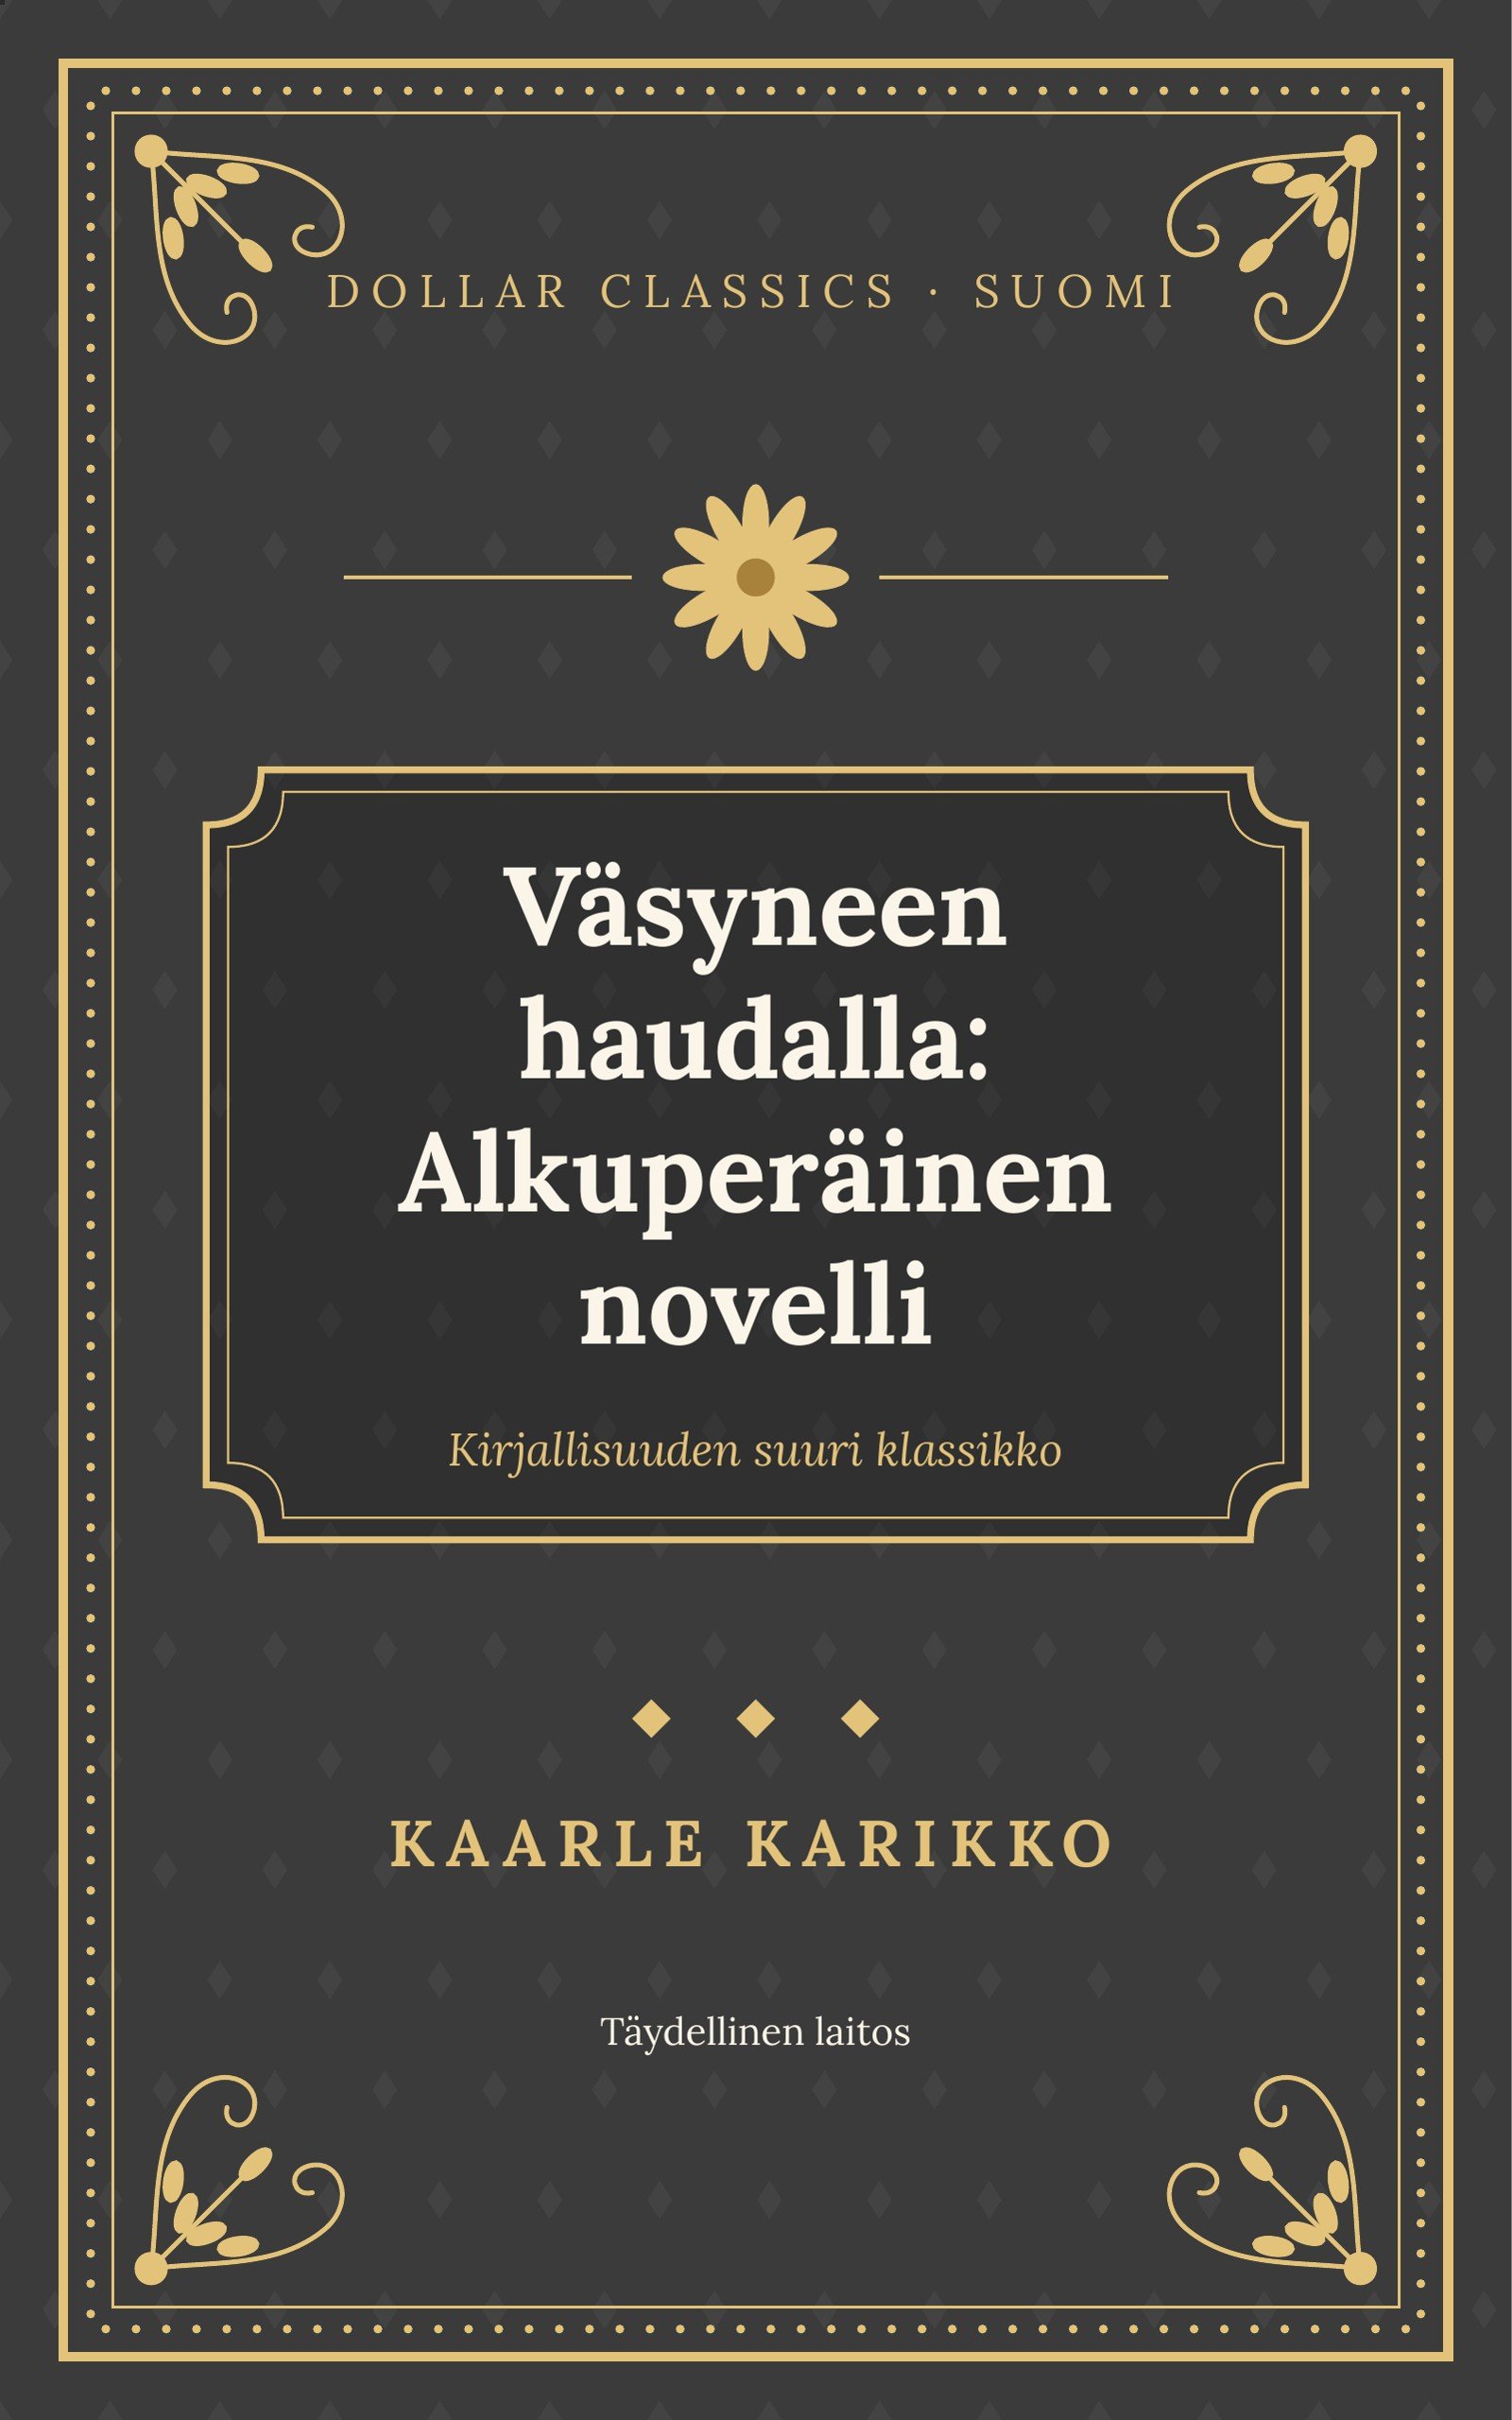 DOLLAR CLASSICS · SUOMI
Väsyneen
haudalla:
Alkuperäinen
novelli
Kirjallisuuden suuri klassikko
KAARLE KARIKKO
Täydellinen laitos